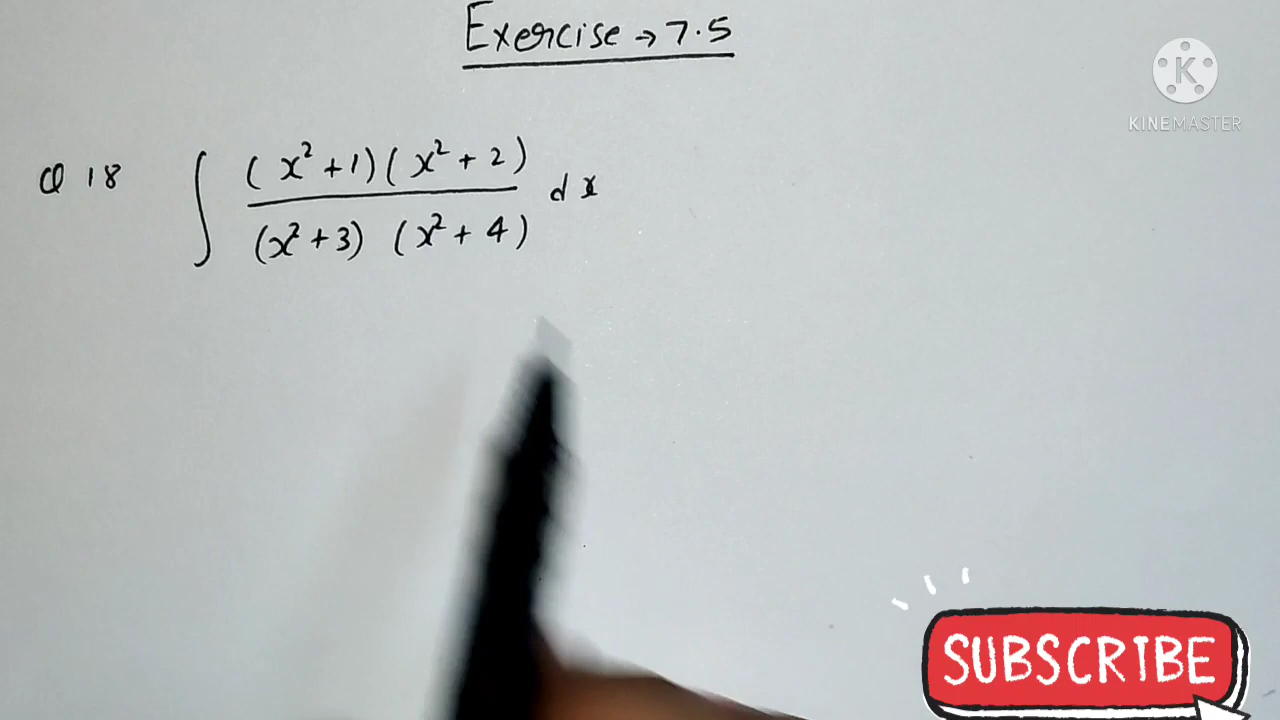 Exercise → 7.5
KINEMASTER
Q 18 ∫ (x²+1)(x²+2) / (x²+3) (x²+4) dx
SUBSCRIBE